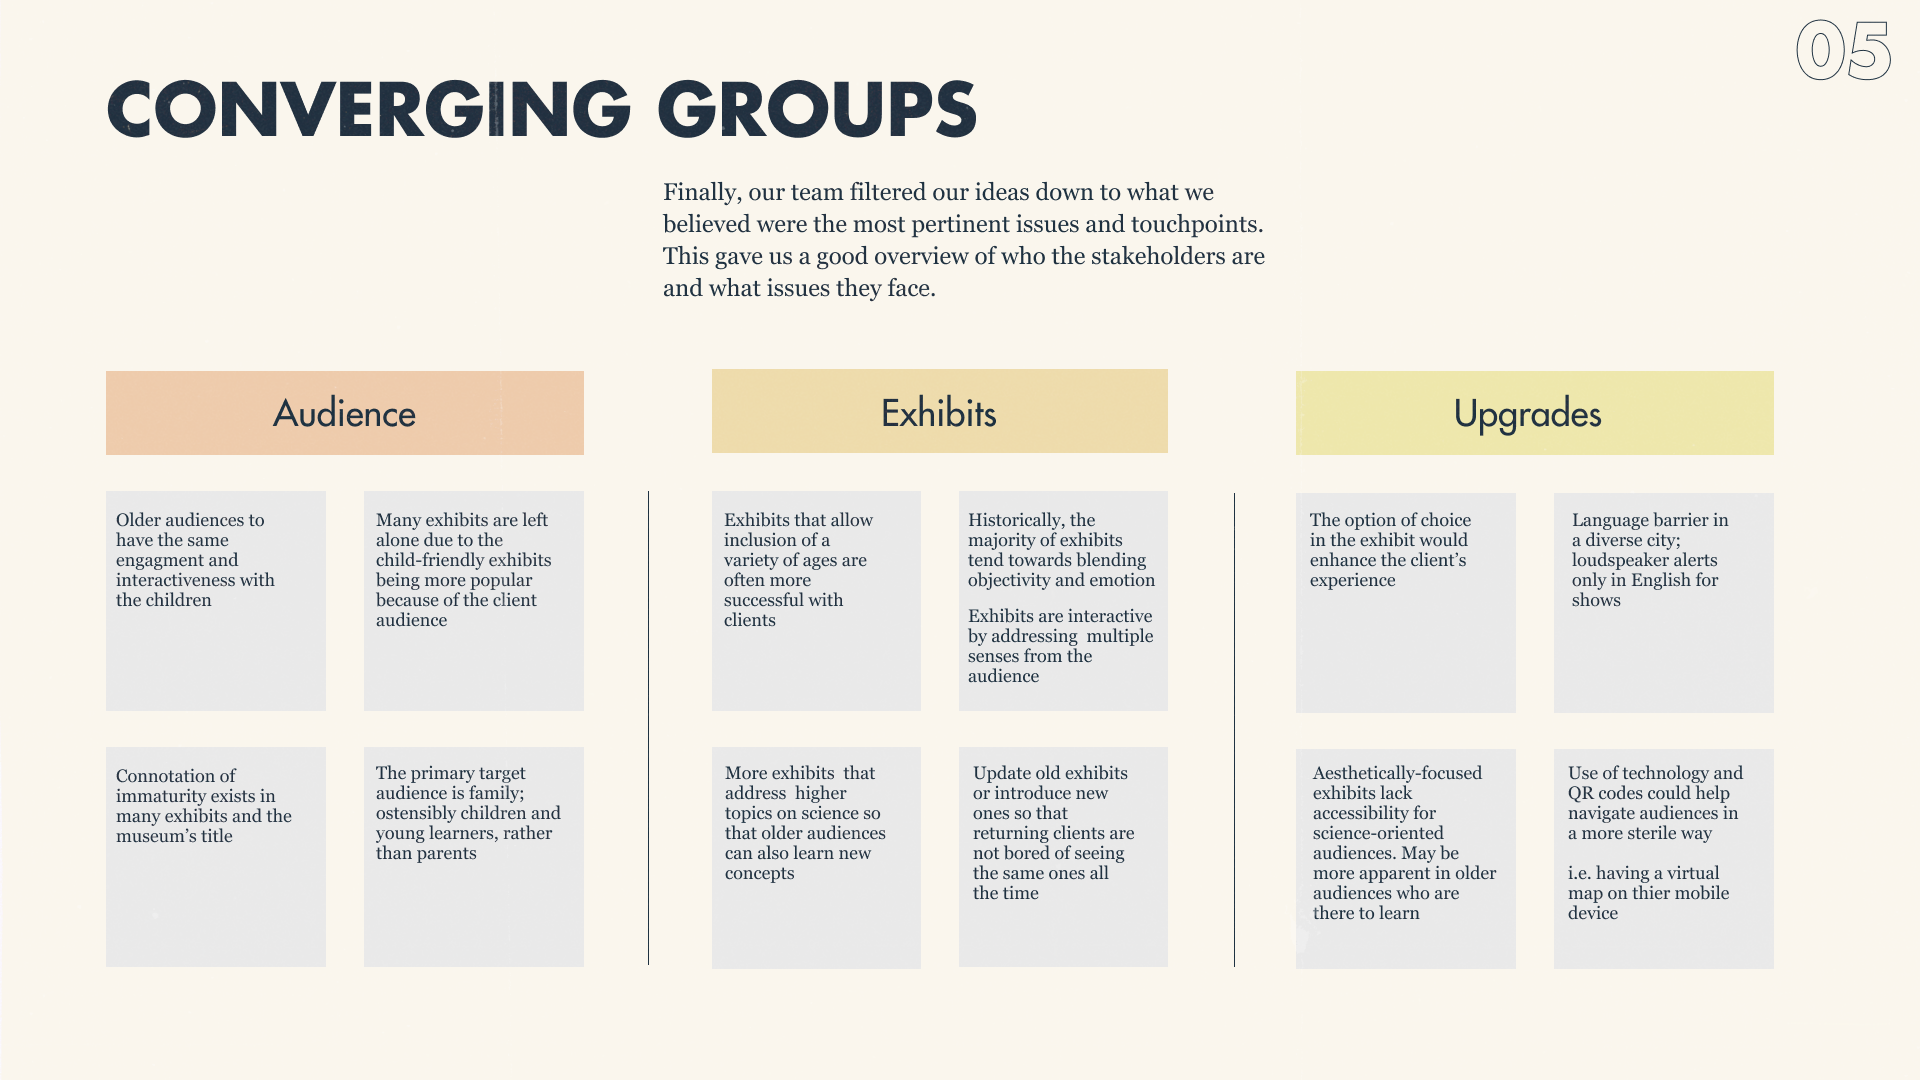 05
CONVERGING GROUPS
Finally, our team filtered our ideas down to what we
believed were the most pertinent issues and touchpoints.
This gave us a good overview of who the stakeholders are
and what issues they face.
Audience
Older audiences to
have the same
engagment and
interactiveness with
the children
Many exhibits are left
alone due to the
child-friendly exhibits
being more popular
because of the client
audience
Connotation of
immaturity exists in
many exhibits and the
museum's title
The primary target
audience is family;
ostensibly children and
young learners, rather
than parents
Exhibits
Exhibits that allow
inclusion of a
variety of ages are
often more
successful with
clients
Historically, the
majority of exhibits
tend towards blending
objectivity and emotion
Exhibits are interactive
by addressing  multiple
senses from the
audience
More exhibits  that
address  higher
topics on science so
that older audiences
can also learn new
concepts
Update old exhibits
or introduce new
ones so that
returning clients are
not bored of seeing
the same ones all
the time
Upgrades
The option of choice
in the exhibit would
enhance the client's
experience
Language barrier in
a diverse city;
loudspeaker alerts
only in English for
shows
Aesthetically-focused
exhibits lack
accessibility for
science-oriented
audiences. May be
more apparent in older
audiences who are
there to learn
Use of technology and
QR codes could help
navigate audiences in
a more sterile way
i.e. having a virtual
map on thier mobile
device